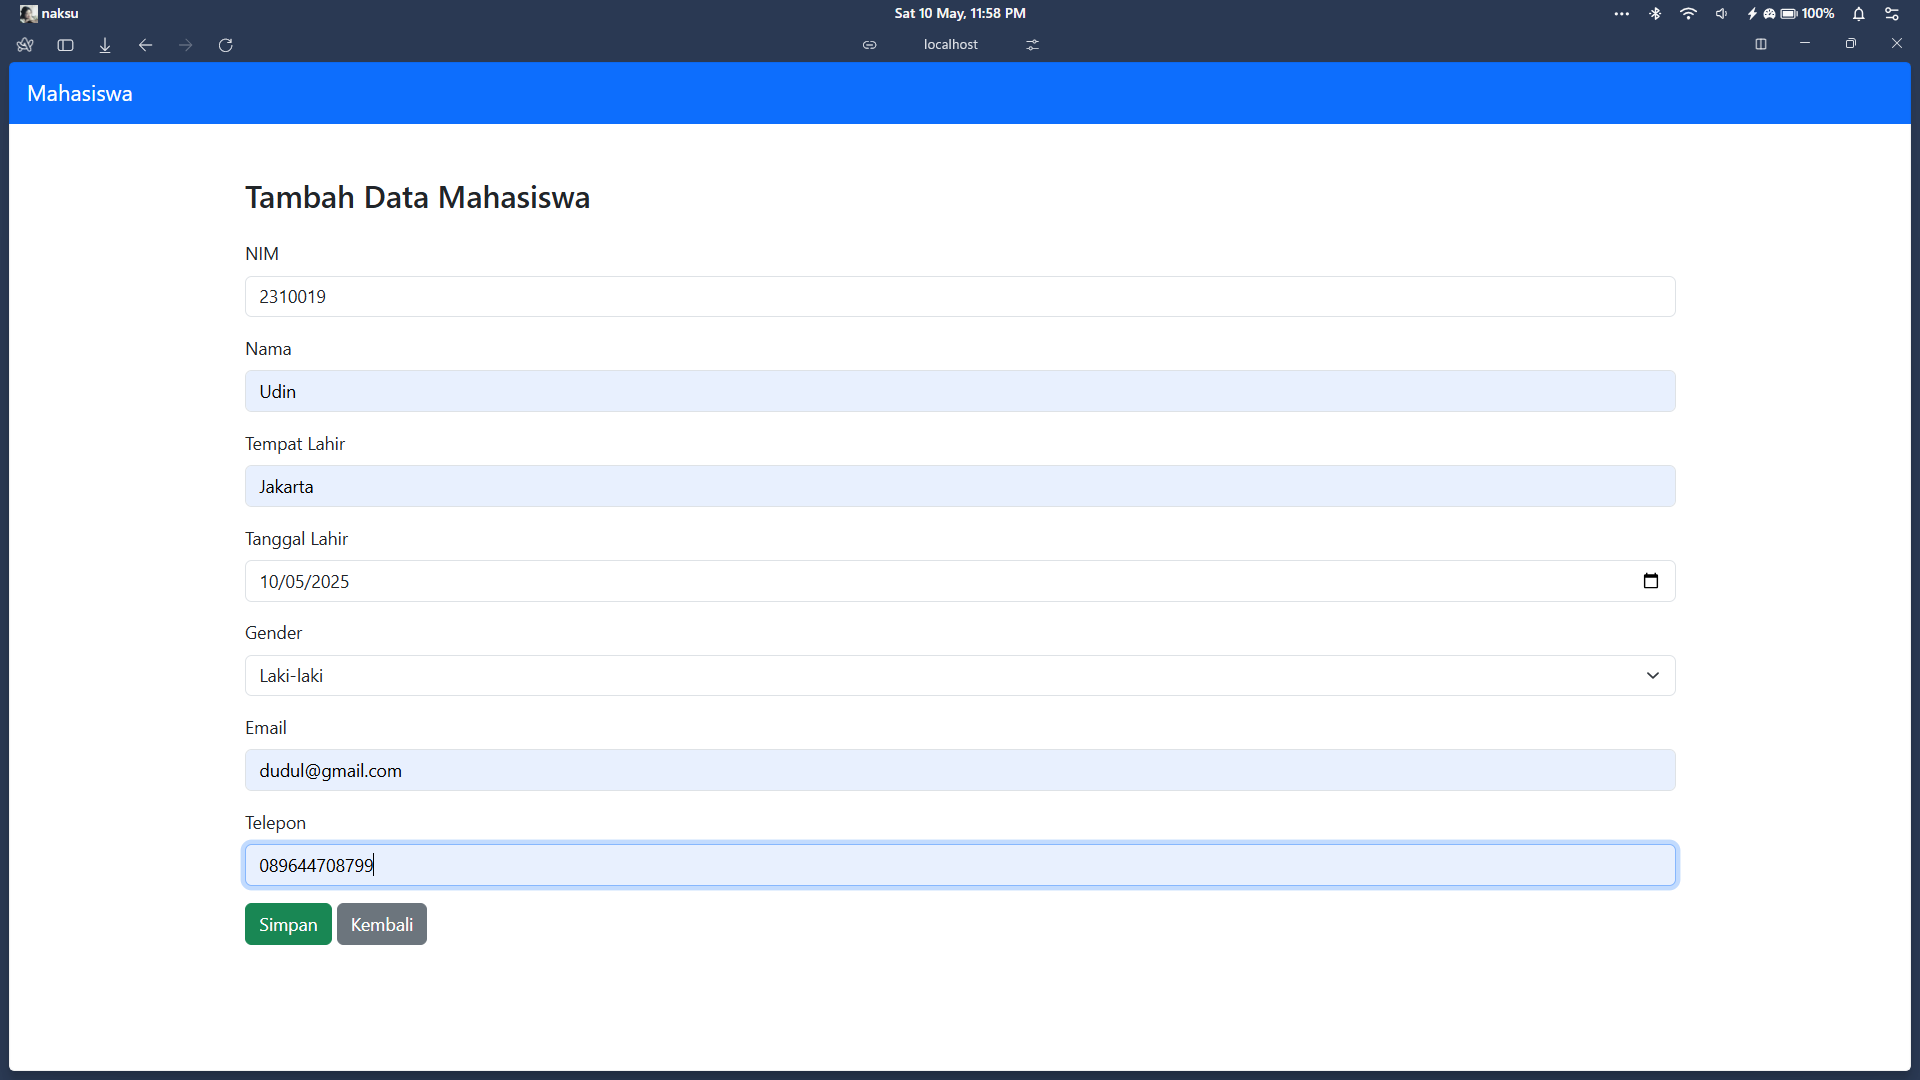 naksu
Sat 10 May, 11:58 PM
100%
localhost
Mahasiswa
Tambah Data Mahasiswa
NIM
2310019
Nama
Udin
Tempat Lahir
Jakarta
Tanggal Lahir
10/05/2025
Gender
Laki-laki
Email
dudul@gmail.com
Telepon
089644708799
Simpan
Kembali